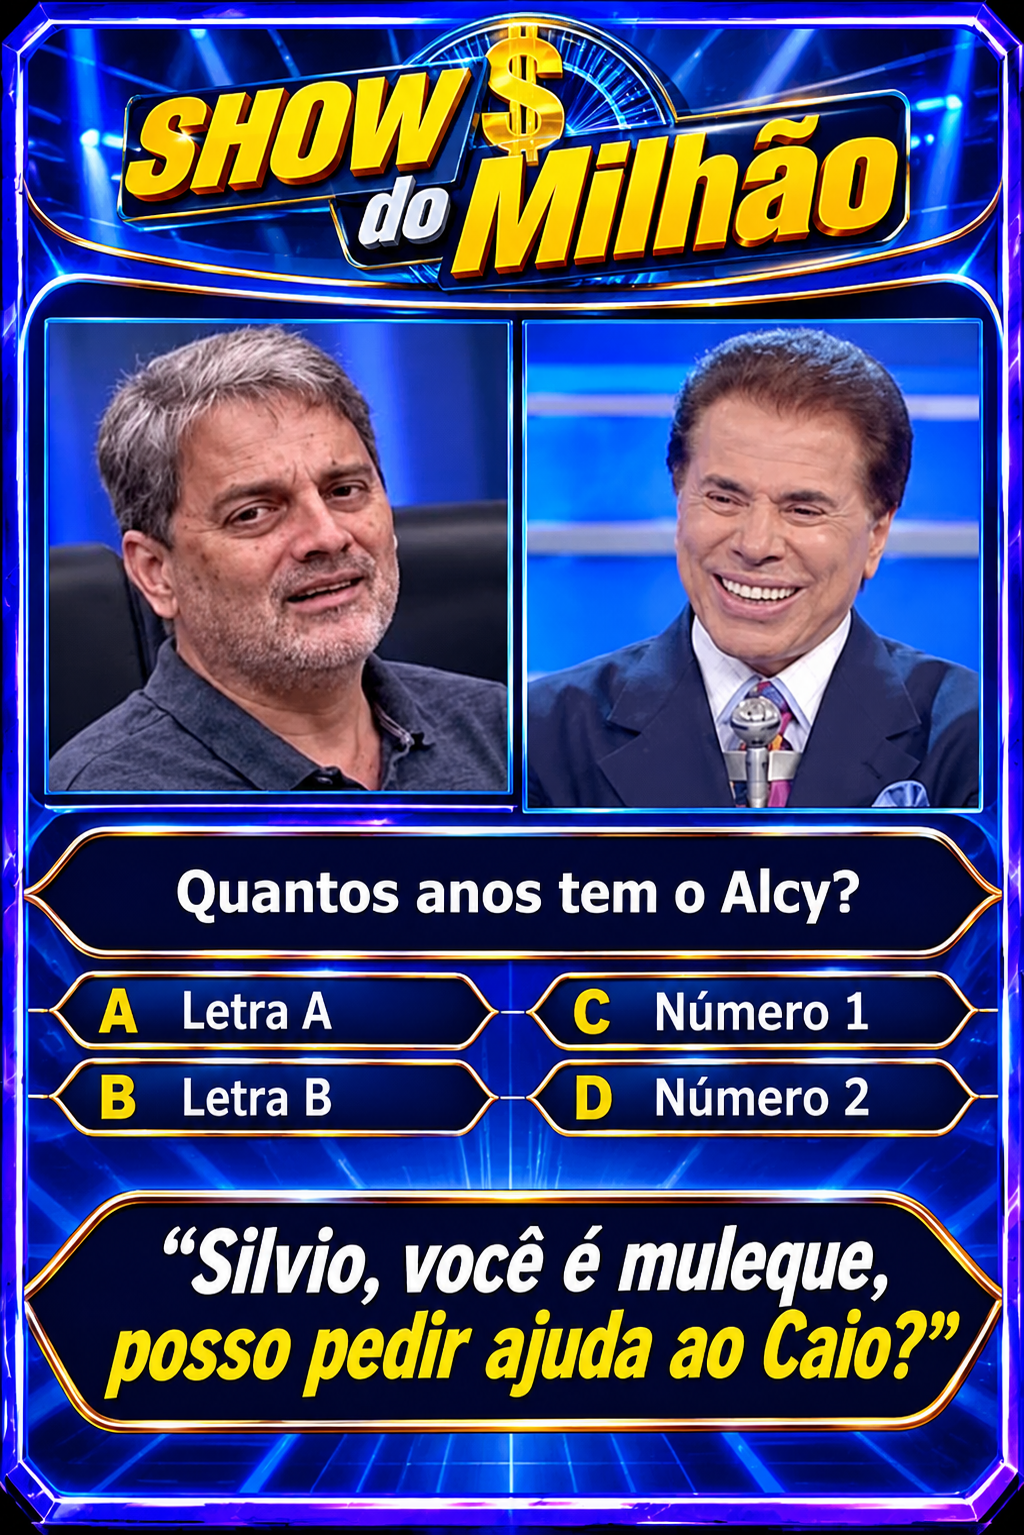 SHOW
do Milhão
Quantos anos tem o Alcy?
A Letra A
B Letra B
C Número 1
D Número 2
“Silvio, você é muleque,
posso pedir ajuda ao Caio?”